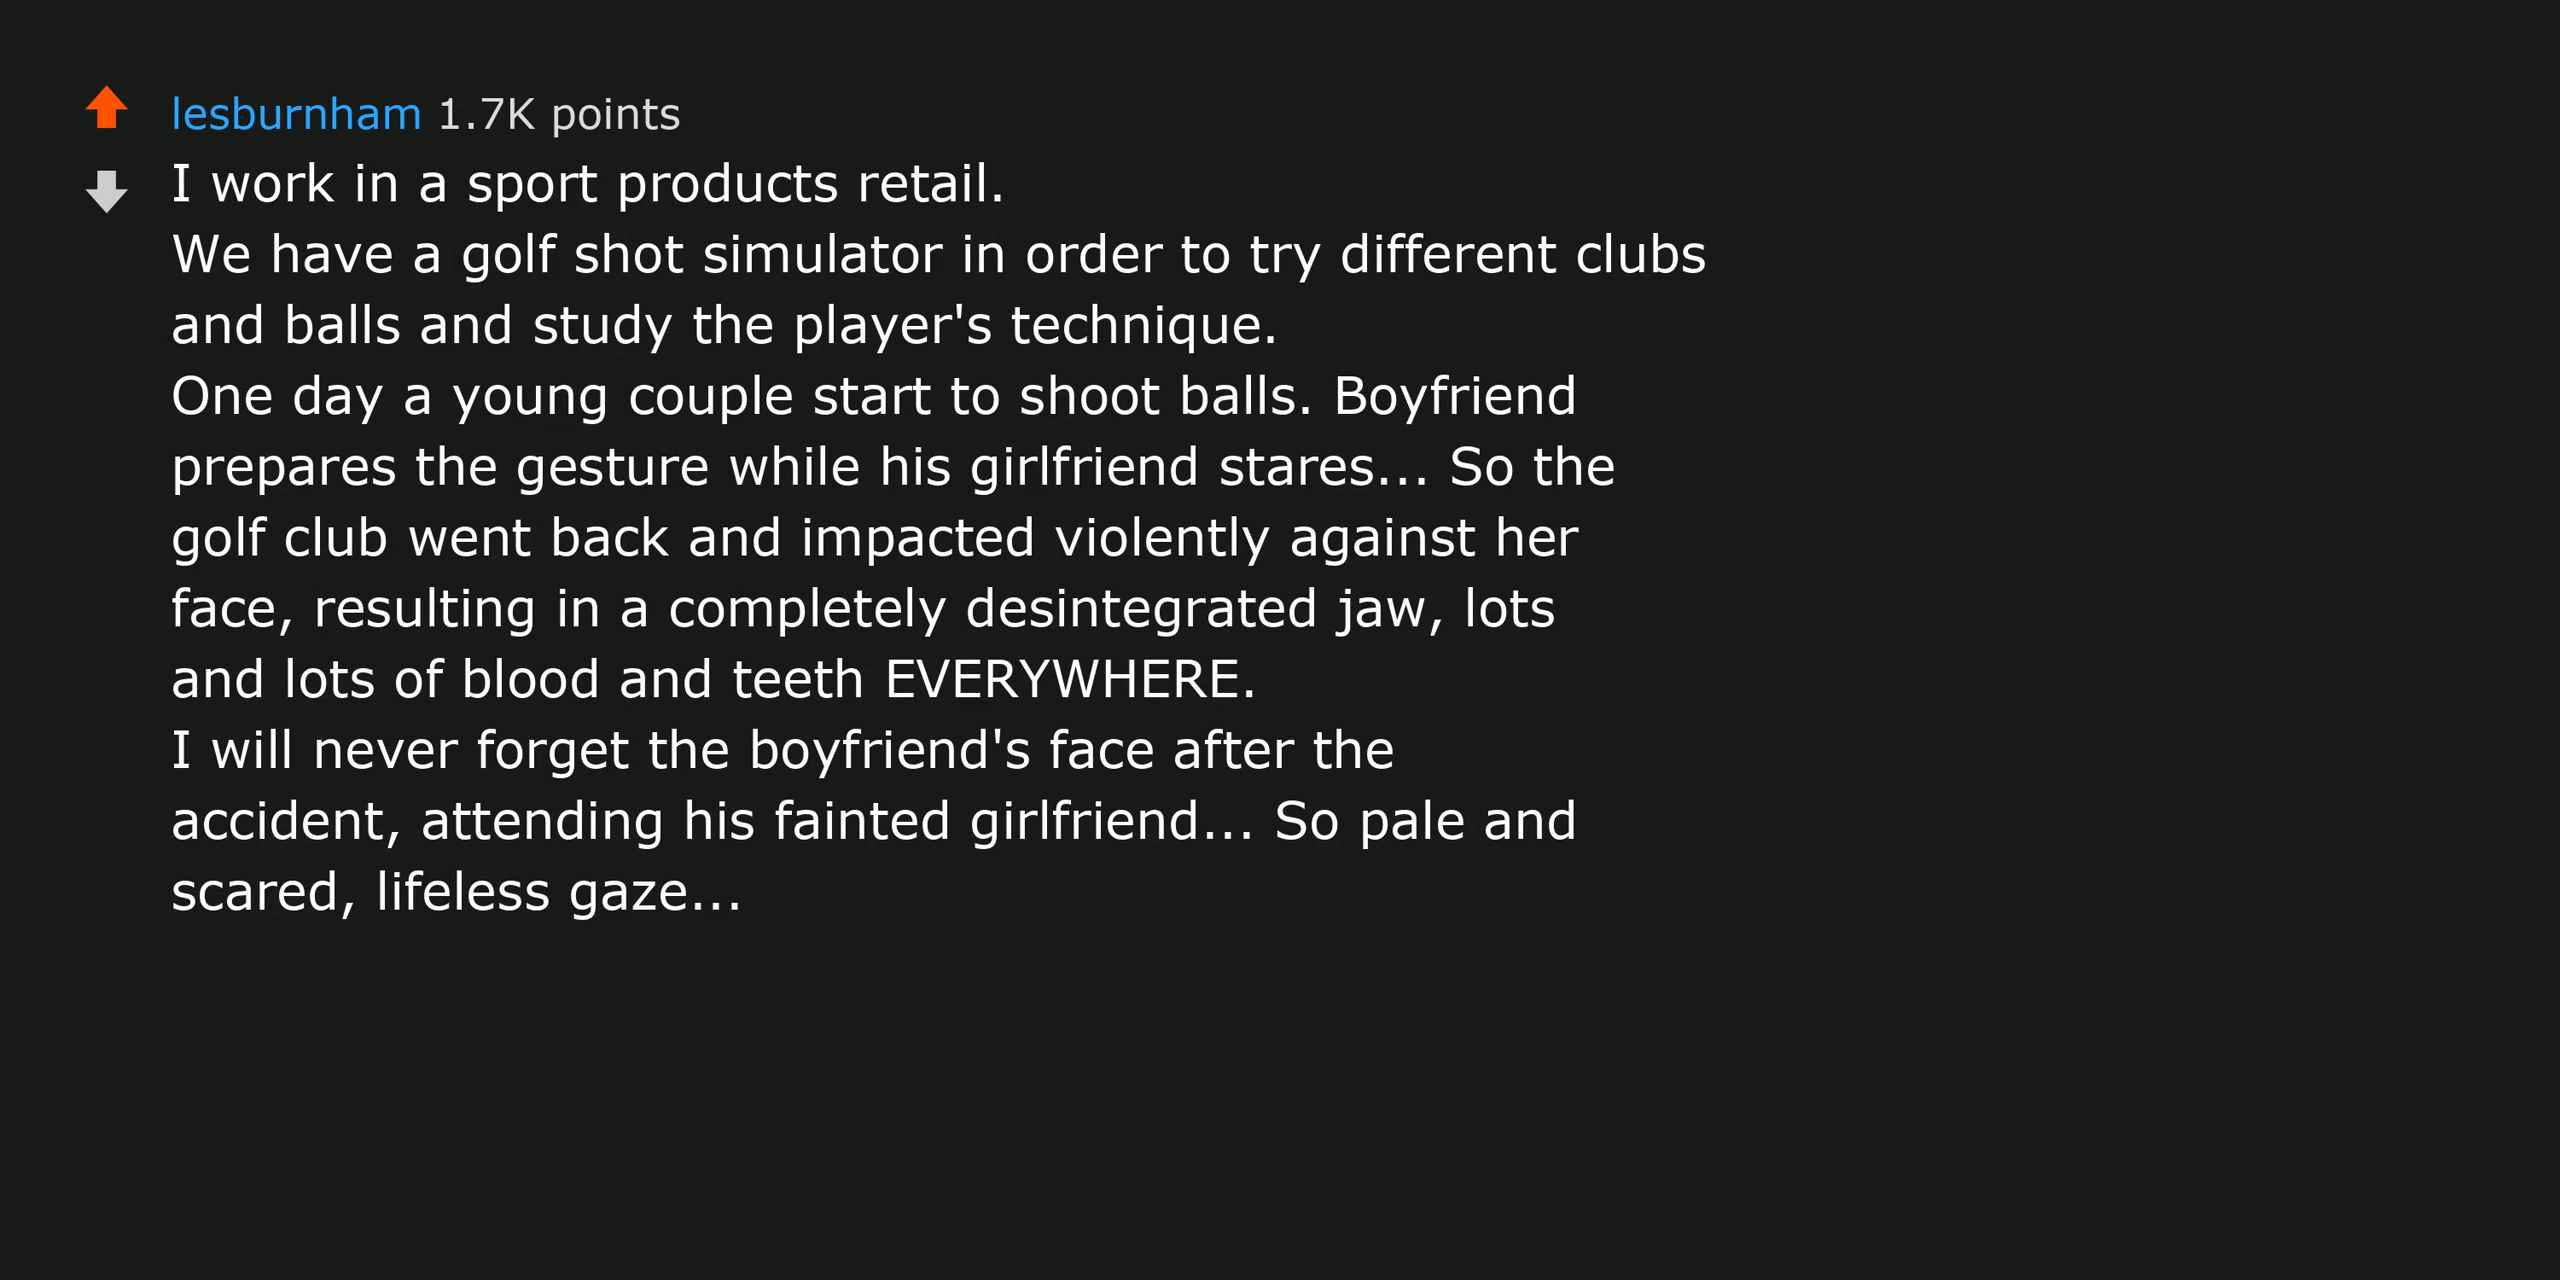 lesburnham 1.7K points
I work in a sport products retail.
We have a golf shot simulator in order to try different clubs
and balls and study the player's technique.
One day a young couple start to shoot balls. Boyfriend
prepares the gesture while his girlfriend stares... So the
golf club went back and impacted violently against her
face, resulting in a completely desintegrated jaw, lots
and lots of blood and teeth EVERYWHERE.
I will never forget the boyfriend's face after the
accident, attending his fainted girlfriend... So pale and
scared, lifeless gaze...